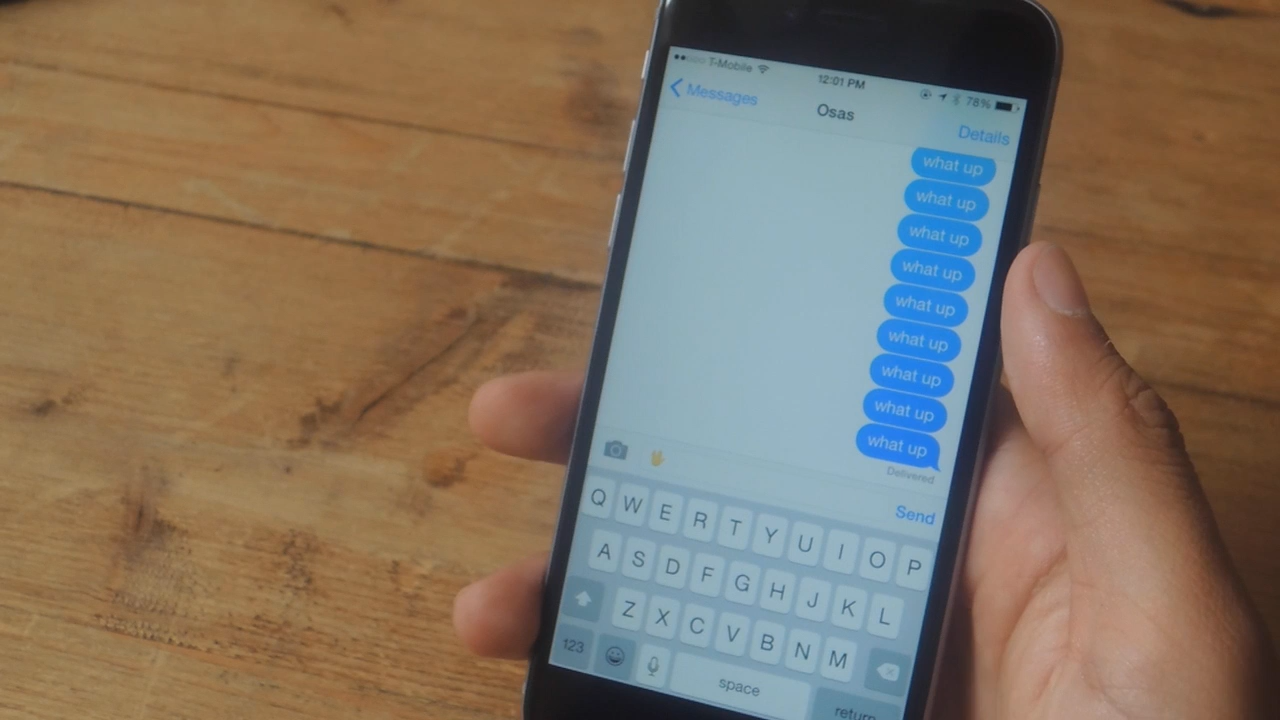 T-Mobile 12:01 PM 78%
Messages Osas Details
what up
what up
what up
what up
what up
what up
what up
what up
what up
Delivered
Send
Q W E R T Y U I O P
A S D F G H J K L
Z X C V B N M
123 space return